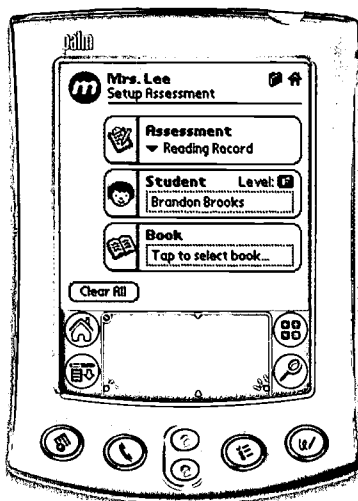 palm
m
Mrs. Lee
Setup Assessment
Assessment
Reading Record
Student Level: F
Brandon Brooks
Book
Tap to select book...
Clear All